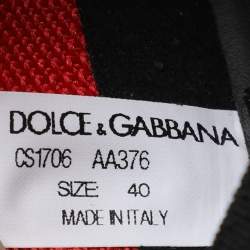 DOLCE & GABBANA
CS1706 AA376
SIZE: 40
MADE IN ITALY